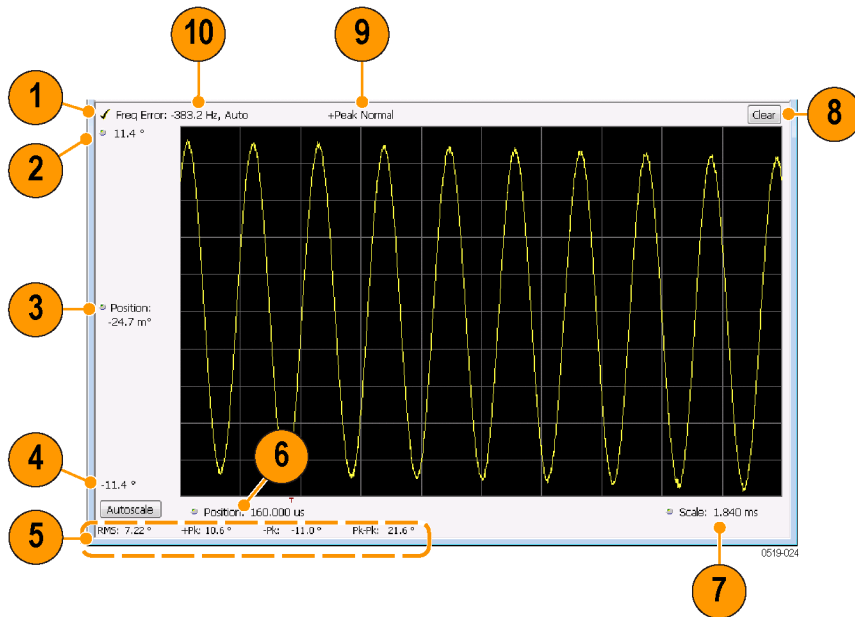 10
9
1
Freq Error: -383.2 Hz, Auto
+Peak Normal
Clear
8
2
11.4 °
3
Position:
-24.7 m°
4
-11.4 °
6
T
Autoscale
Position: 160.000 us
Scale: 1.840 ms
5
RMS: 7.22 °
+Pk: 10.6 °
-Pk: -11.0 °
Pk-Pk: 21.6 °
0519-024
7